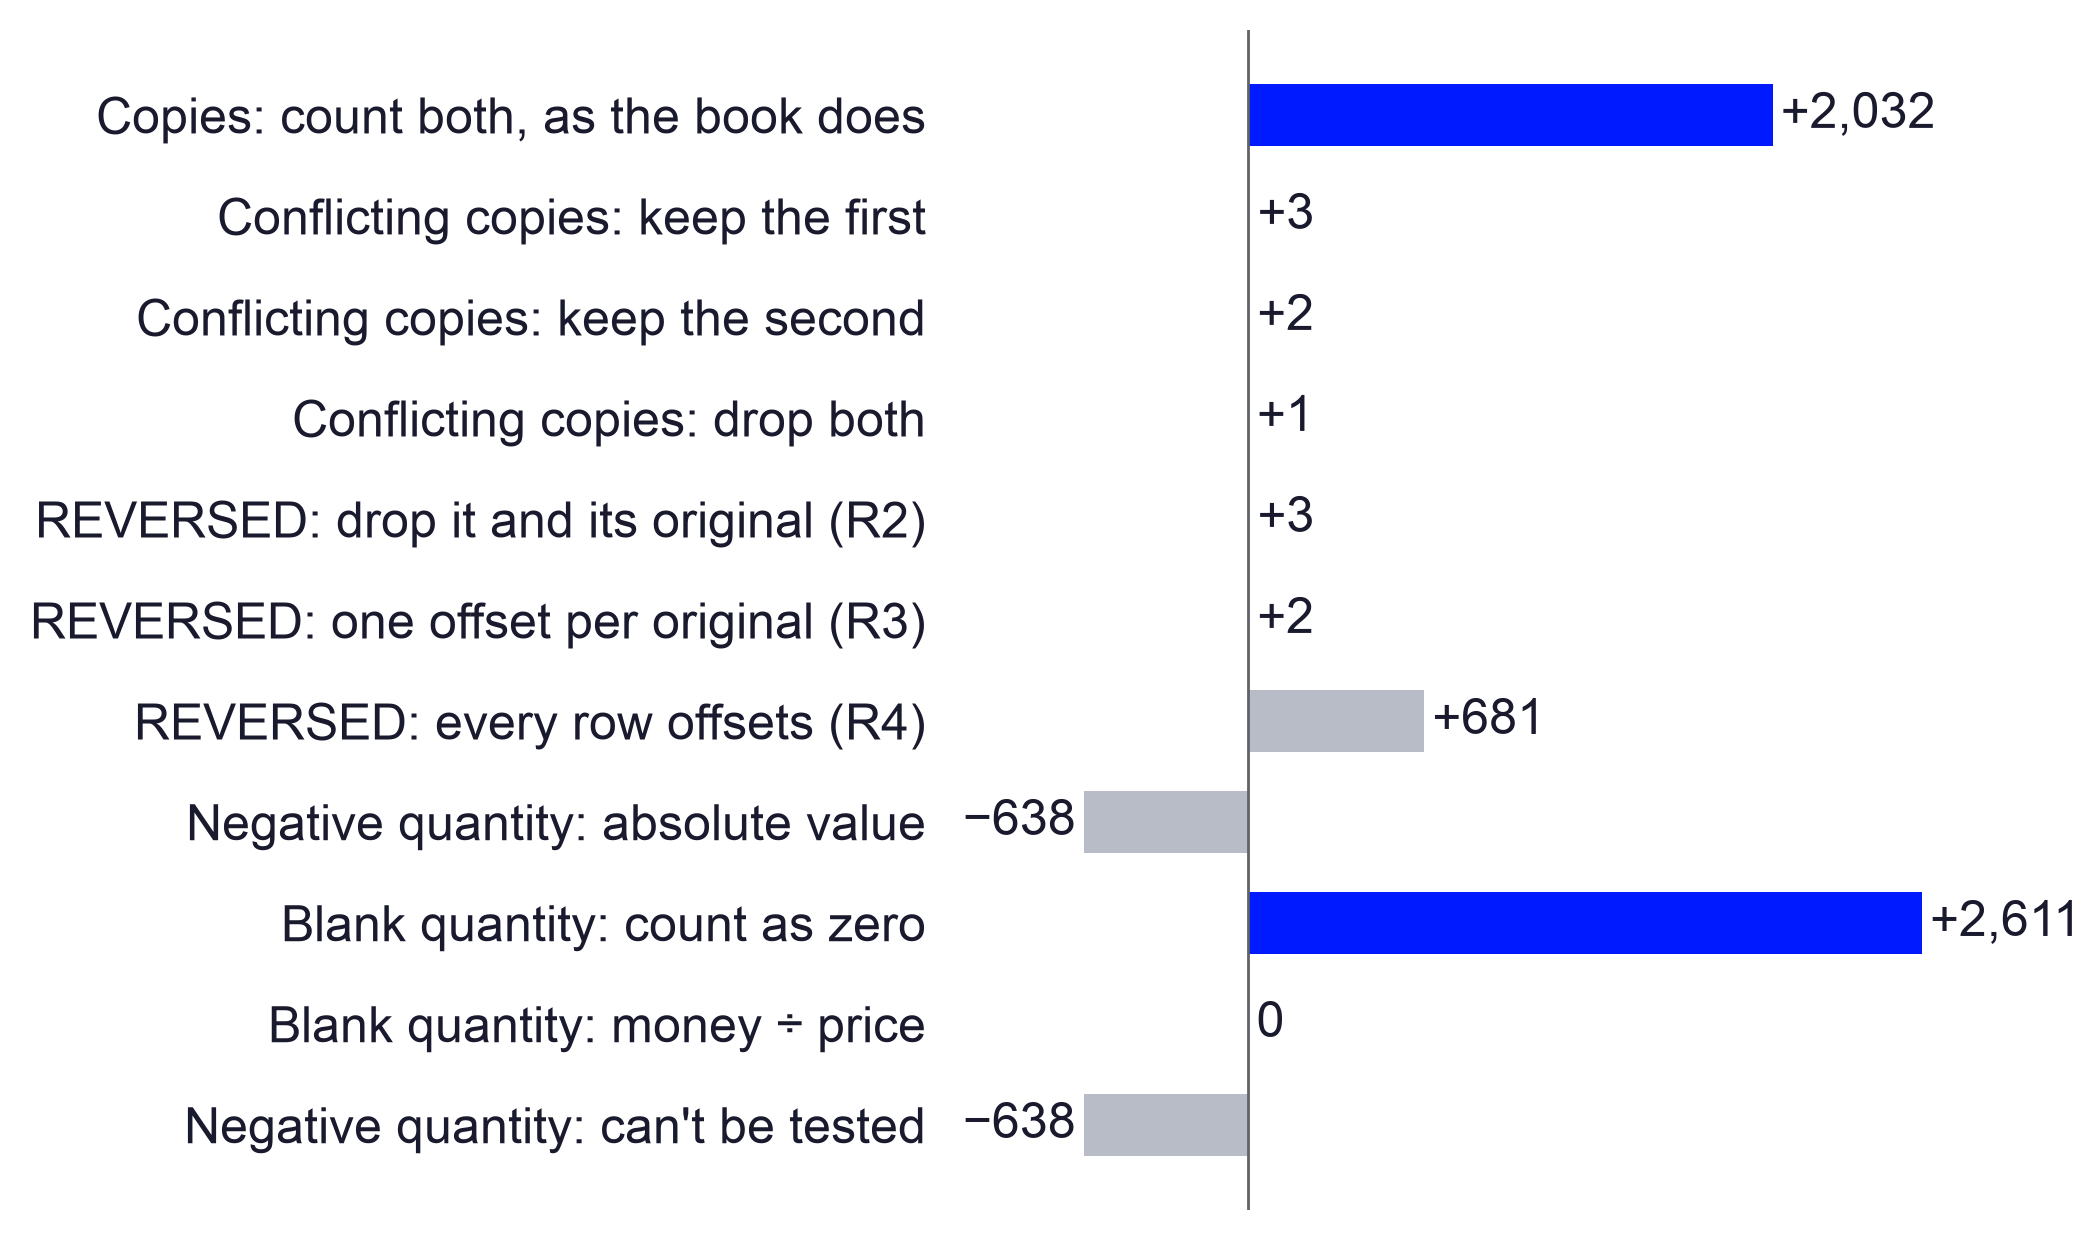 Copies: count both, as the book does +2,032
Conflicting copies: keep the first +3
Conflicting copies: keep the second +2
Conflicting copies: drop both +1
REVERSED: drop it and its original (R2) +3
REVERSED: one offset per original (R3) +2
REVERSED: every row offsets (R4) +681
Negative quantity: absolute value −638
Blank quantity: count as zero +2,611
Blank quantity: money ÷ price 0
Negative quantity: can't be tested −638